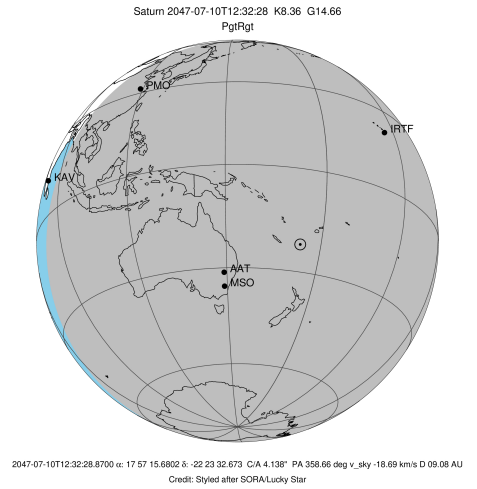 Saturn 2047-07-10T12:32:28 K8.36 G14.66
PgtRgt
PMO
IRTF
KAV
AAT
MSO
2047-07-10T12:32:28.8700 α: 17 57 15.6802 δ: -22 23 32.673 C/A 4.138" PA 358.66 deg v_sky -18.69 km/s D 09.08 AU
Credit: Styled after SORA/Lucky Star